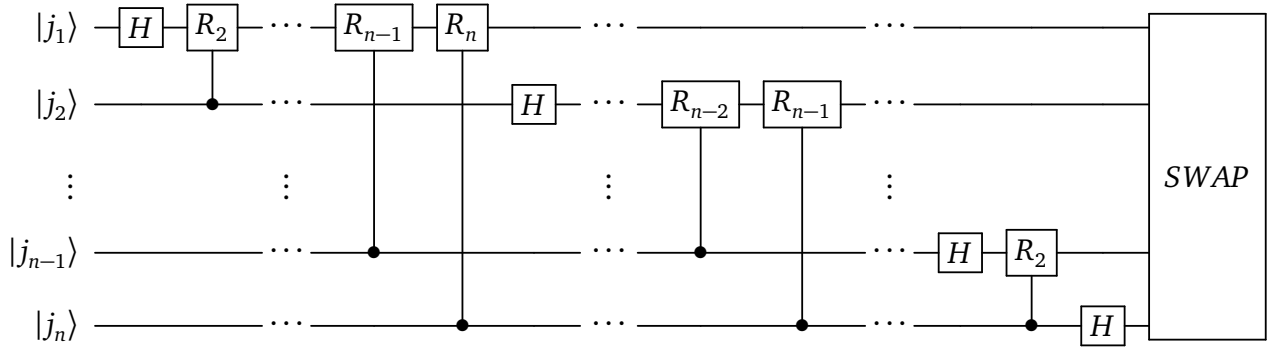 |j₁⟩ H R₂ ⋯ Rₙ₋₁ Rₙ ⋯ ⋯
|j₂⟩ ⋯ H ⋯ Rₙ₋₂ Rₙ₋₁ ⋯
⋮ ⋮ ⋮ ⋮ SWAP
|jₙ₋₁⟩ ⋯ ⋯ ⋯ H R₂
|jₙ⟩ ⋯ ⋯ ⋯ H